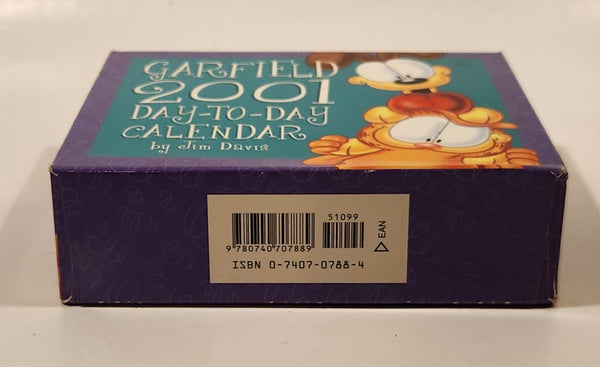 GARFIELD
2001
DAY-TO-DAY
CALENDAR
by Jim Davis
51099
9 780740 707889
EAN
ISBN 0-7407-0788-4